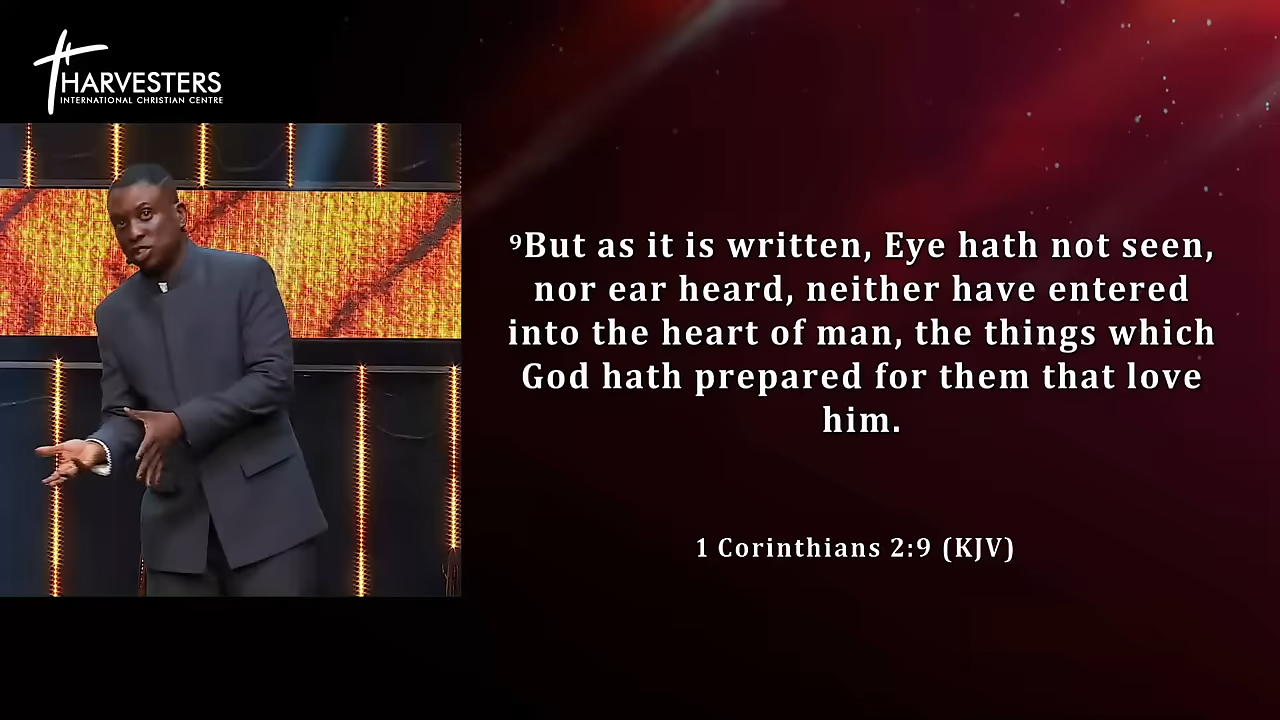 HARVESTERS
INTERNATIONAL CHRISTIAN CENTRE
⁹But as it is written, Eye hath not seen,
nor ear heard, neither have entered
into the heart of man, the things which
God hath prepared for them that love
him.
1 Corinthians 2:9 (KJV)